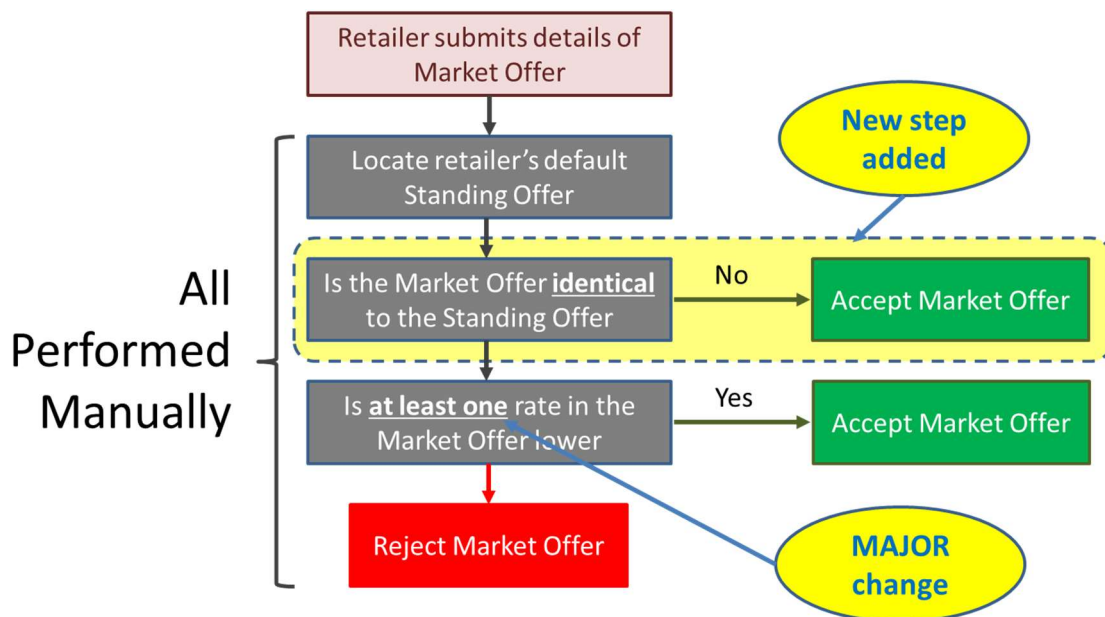 Retailer submits details of
Market Offer
New step
added
Locate retailer's default
Standing Offer
All
Performed
Manually
Is the Market Offer identical
to the Standing Offer
No
Accept Market Offer
Is at least one rate in the
Market Offer lower
Yes
Accept Market Offer
Reject Market Offer
MAJOR
change